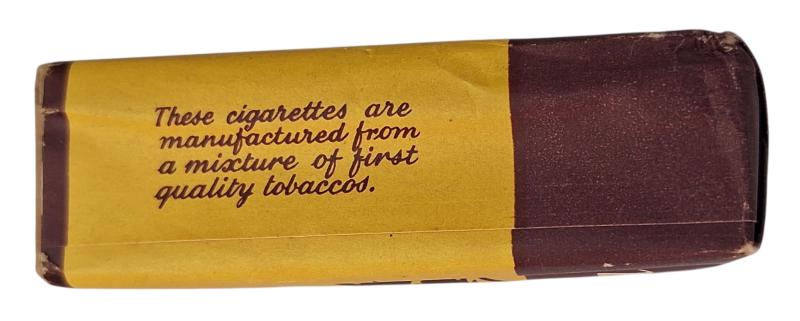 These cigarettes are
manufactured from
a mixture of first
quality tobaccos.